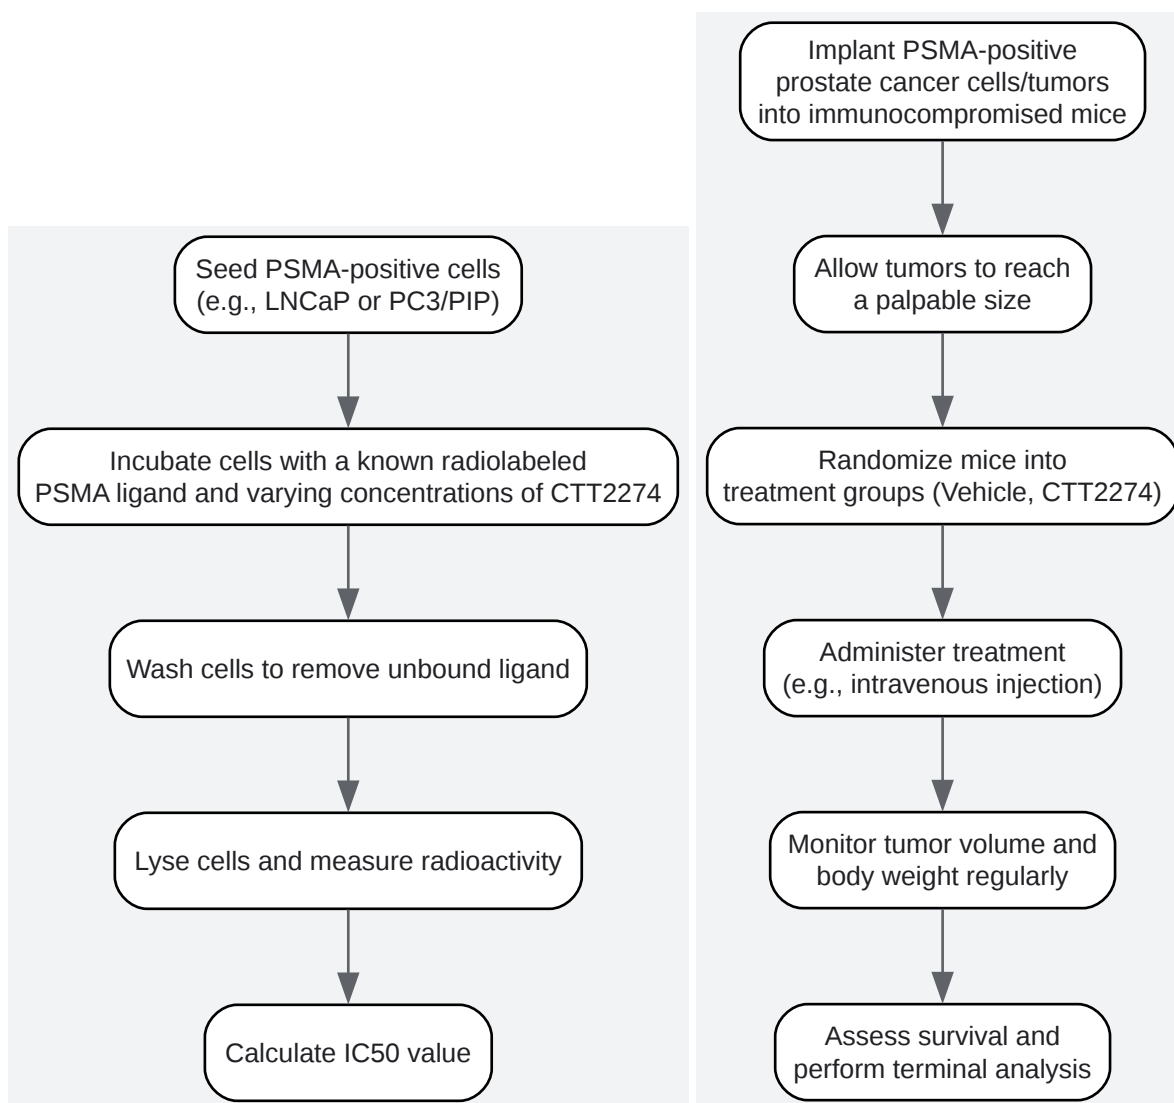 Seed PSMA-positive cells
(e.g., LNCaP or PC3/PIP)
Incubate cells with a known radiolabeled
PSMA ligand and varying concentrations of CTT2274
Wash cells to remove unbound ligand
Lyse cells and measure radioactivity
Calculate IC50 value
Implant PSMA-positive
prostate cancer cells/tumors
into immunocompromised mice
Allow tumors to reach
a palpable size
Randomize mice into
treatment groups (Vehicle, CTT2274)
Administer treatment
(e.g., intravenous injection)
Monitor tumor volume and
body weight regularly
Assess survival and
perform terminal analysis